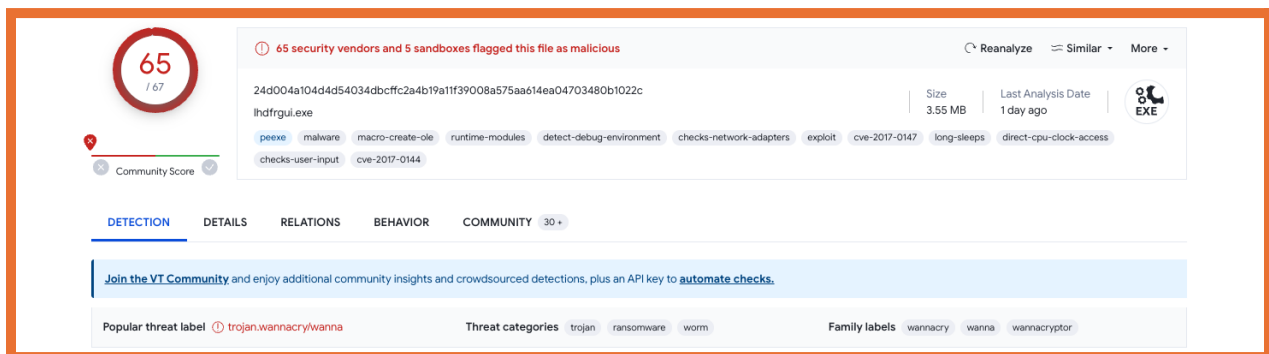 65
/ 67
Community Score
65 security vendors and 5 sandboxes flagged this file as malicious
Reanalyze Similar More
24d004a104d4d54034dbcffc2a4b19a11f39008a575aa614ea04703480b1022c
lhdfrgui.exe
Size
3.55 MB
Last Analysis Date
1 day ago
EXE
peexe malware macro-create-ole runtime-modules detect-debug-environment checks-network-adapters exploit cve-2017-0147 long-sleeps direct-cpu-clock-access
checks-user-input cve-2017-0144
DETECTION DETAILS RELATIONS BEHAVIOR COMMUNITY 30 +
Join the VT Community and enjoy additional community insights and crowdsourced detections, plus an API key to automate checks.
Popular threat label trojan.wannacry/wanna Threat categories trojan ransomware worm Family labels wannacry wanna wannacryptor